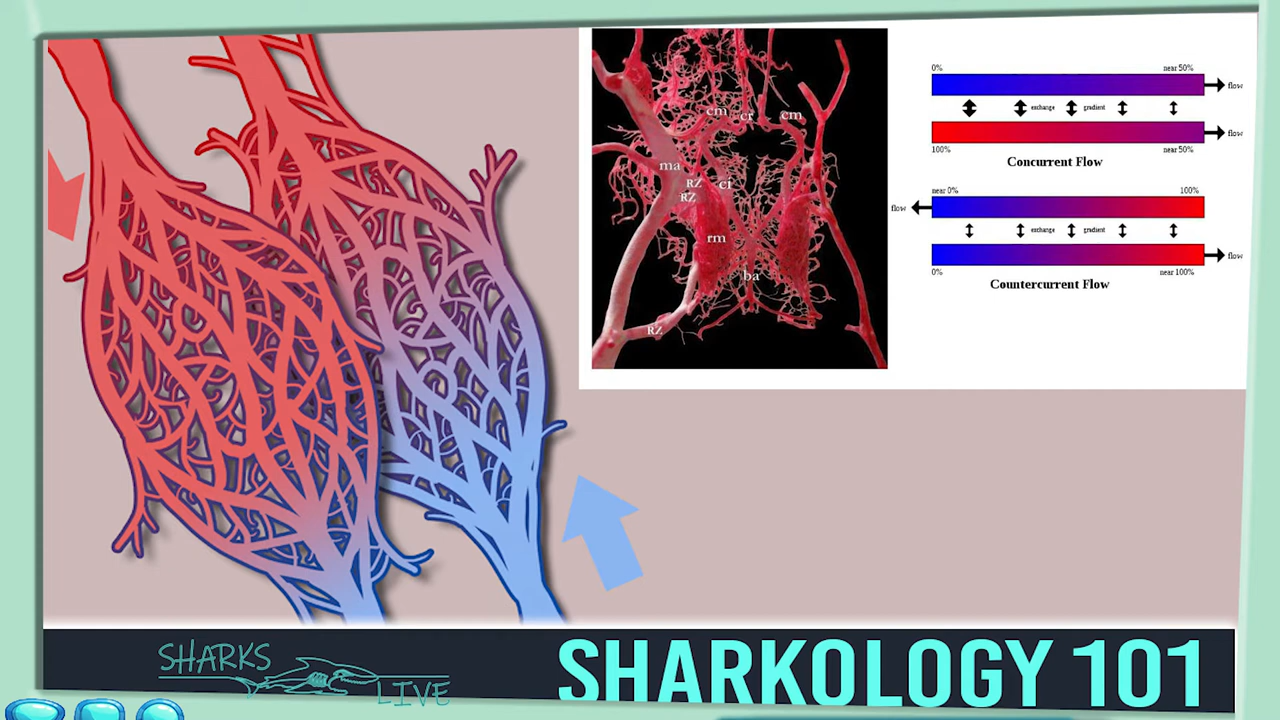 cm
cr
cm
ma
RZ
ci
RZ
rm
ba
RZ
0%
near 50%
flow
exchange
gradient
flow
100%
near 50%
Concurrent Flow
near 0%
100%
flow
exchange
gradient
flow
0%
near 100%
Countercurrent Flow
SHARKS
LIVE
SHARKOLOGY 101